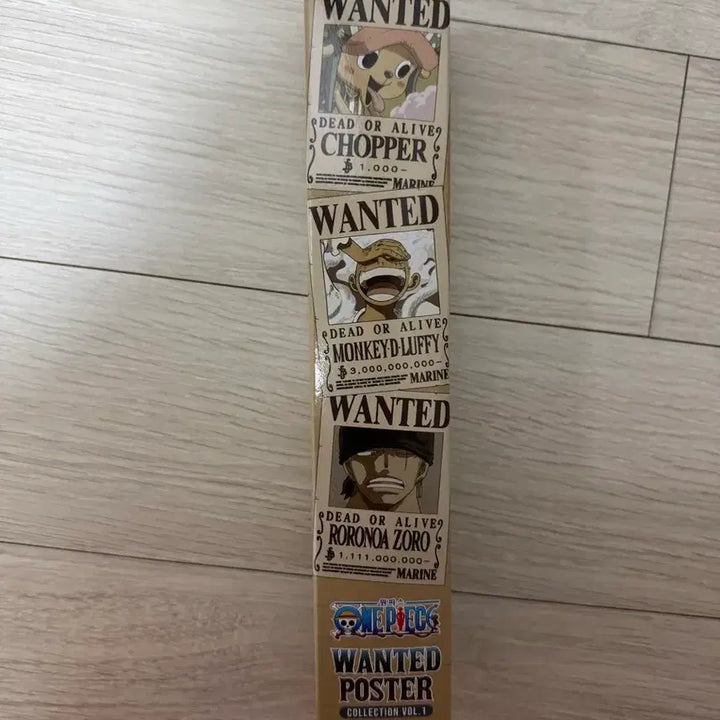 WANTED
DEAD OR ALIVE
CHOPPER
1,000-
MARINE
WANTED
DEAD OR ALIVE
MONKEY·D·LUFFY
3,000,000,000-
MARINE
WANTED
DEAD OR ALIVE
RORONOA ZORO
1,111,000,000-
MARINE
ONE PIECE
WANTED
POSTER
COLLECTION VOL.1